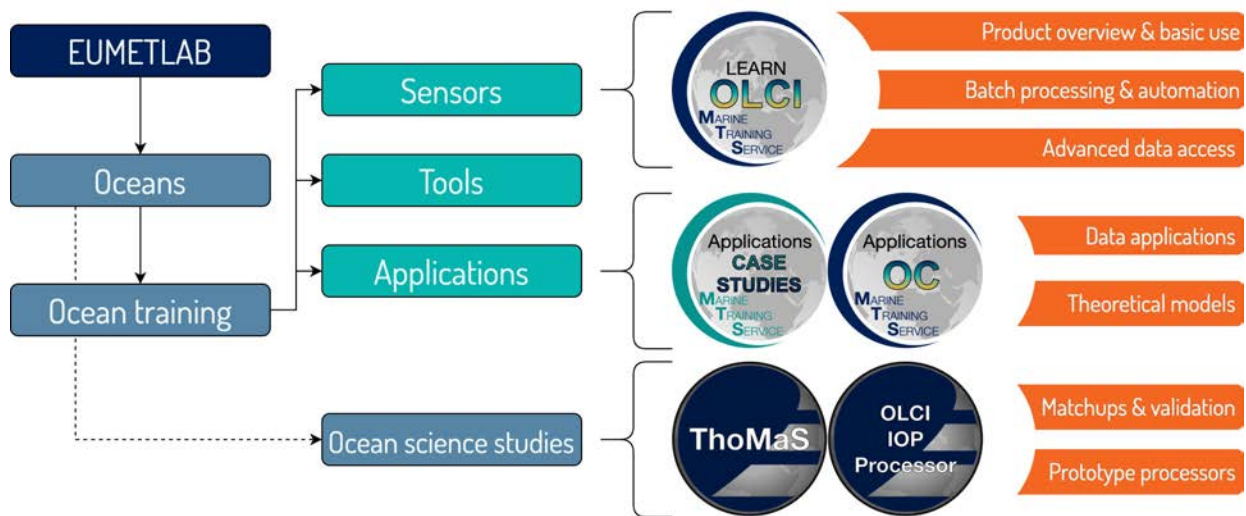 EUMETLAB
Oceans
Ocean training
Sensors
Tools
Applications
Ocean science studies
LEARN
OLCI
MARINE
TRAINING
SERVICE
Product overview & basic use
Batch processing & automation
Advanced data access
Applications
CASE
STUDIES
MARINE
TRAINING
SERVICE
Applications
OC
MARINE
TRAINING
SERVICE
Data applications
Theoretical models
ThoMaS
OLCI
IOP
Processor
Matchups & validation
Prototype processors